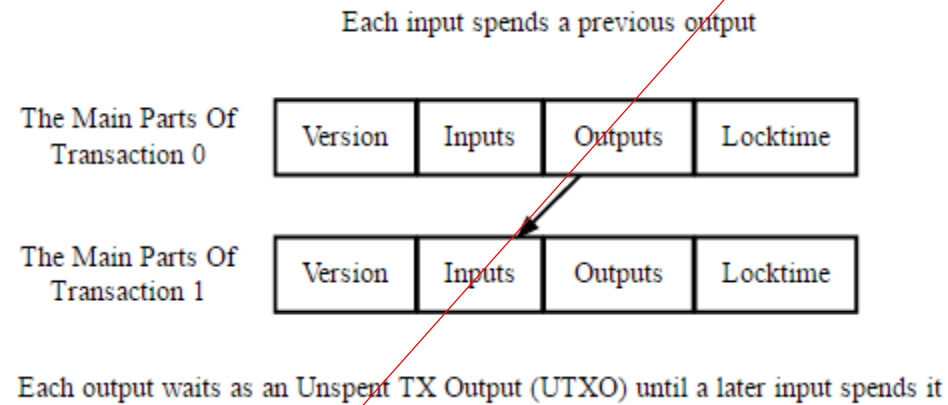 Each input spends a previous output
The Main Parts Of
Transaction 0
Version Inputs Outputs Locktime
The Main Parts Of
Transaction 1
Version Inputs Outputs Locktime
Each output waits as an Unspent TX Output (UTXO) until a later input spends it